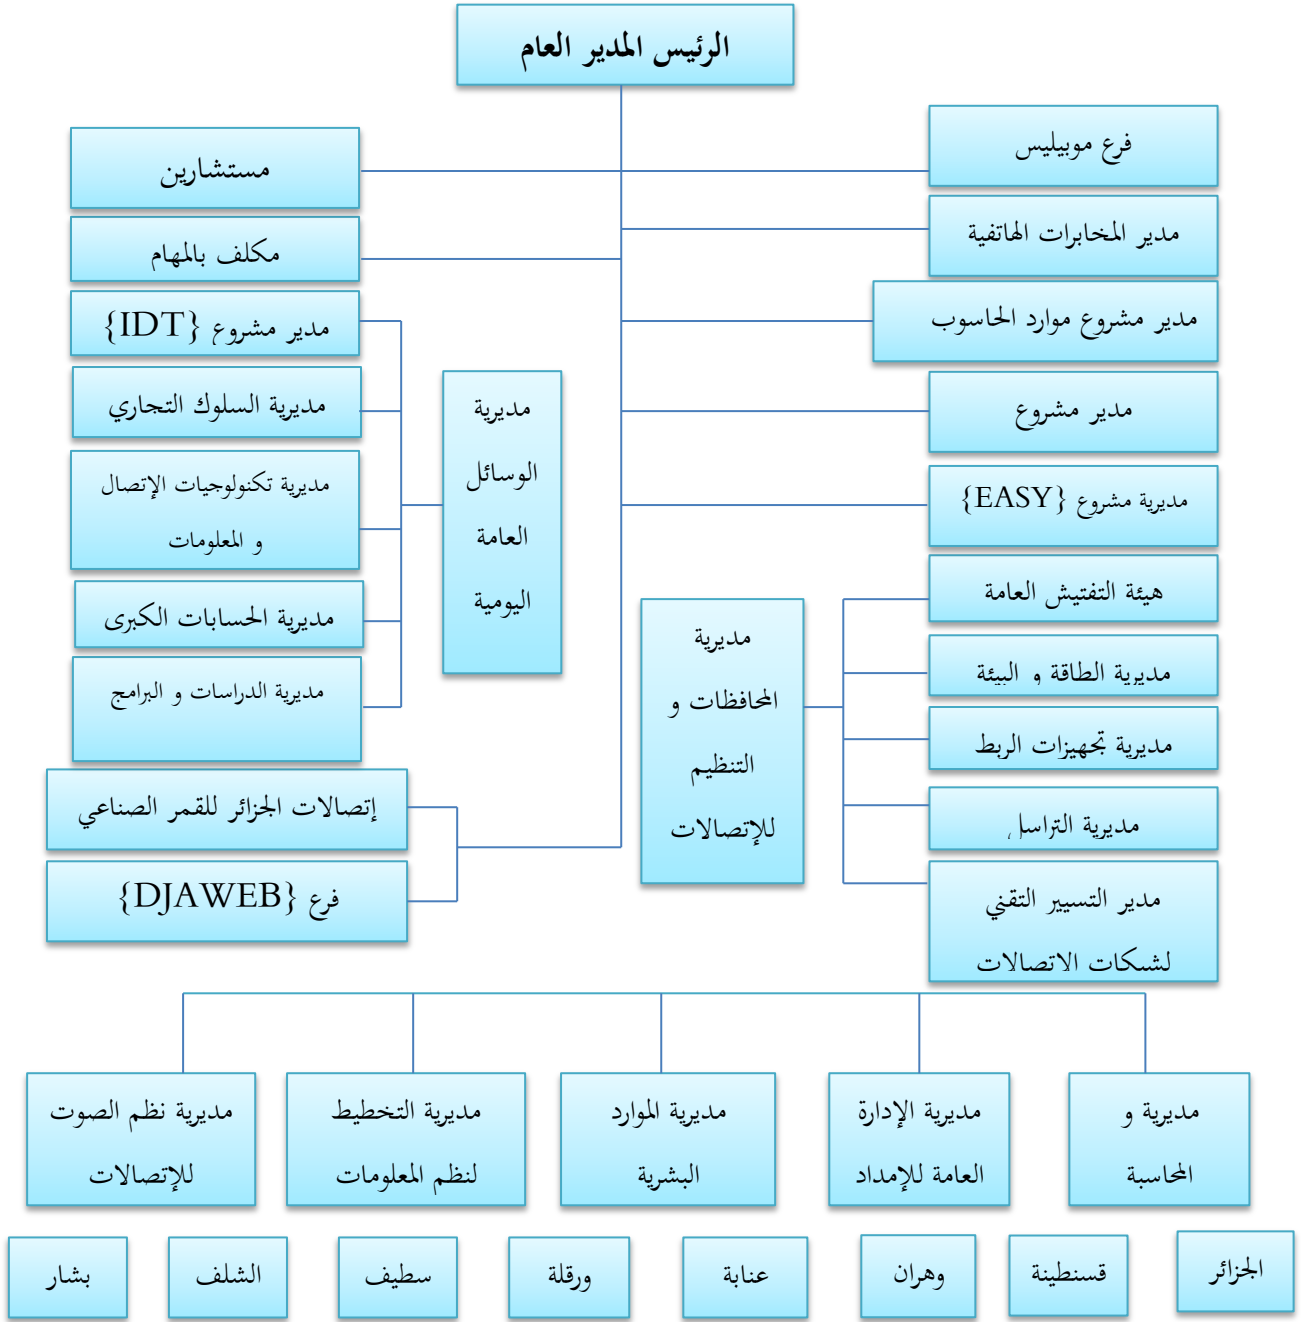 الرئيس المدير العام
فرع موبيليس
مستشارين
مدير المخابرات الهاتفية
مكلف بالمهام
مدير مشروع موارد الحاسوب
مدير مشروع {IDT}
مدير مشروع
مديرية السلوك التجاري
مديرية
الوسائل
العامة
اليومية
مديرية مشروع {EASY}
مديرية تكنولوجيات الإتصال
و المعلومات
هيئة التفتيش العامة
مديرية الحسابات الكبرى
مديرية
المحافظات و
التنظيم
للإتصالات
مديرية الطاقة و البيئة
مديرية الدراسات و البرامج
مديرية تجهيزات الربط
إتصالات الجزائر للقمر الصناعي
مديرية التراسل
فرع {DJAWEB}
مدير التسيير التقني
لشبكات الاتصالات
مديرية و
المحاسبة
مديرية الإدارة
العامة للإمداد
مديرية الموارد
البشرية
مديرية التخطيط
لنظم المعلومات
مديرية نظم الصوت
للإتصالات
الجزائر
قسنطينة
وهران
عنابة
ورقلة
سطيف
الشلف
بشار